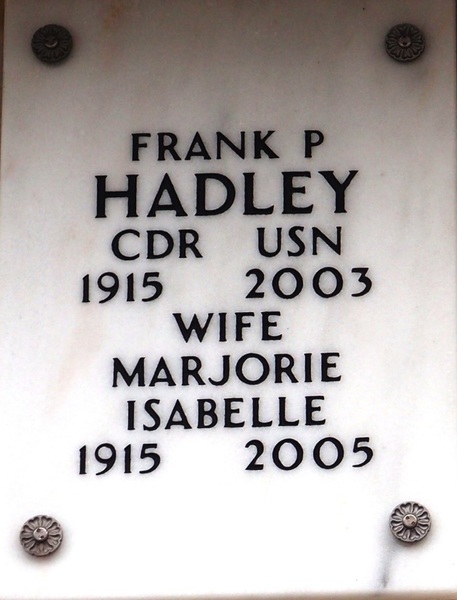 FRANK P
HADLEY
CDR USN
1915 2003
WIFE
MARJORIE
ISABELLE
1915 2005